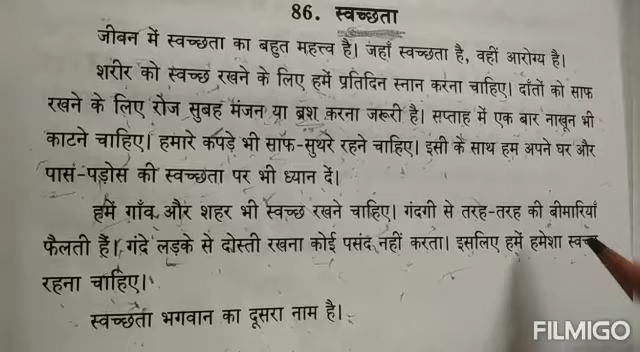 86. स्वच्छता
जीवन में स्वच्छता का बहुत महत्त्व है। जहाँ स्वच्छता है, वहीं आरोग्य है।
शरीर को स्वच्छ रखने के लिए हमें प्रतिदिन स्नान करना चाहिए। दाँतों को साफ
रखने के लिए रोज सुबह मंजन या ब्रश करना जरूरी है। सप्ताह में एक बार नाखून भी
काटने चाहिए। हमारे कपड़े भी साफ-सुथरे रहने चाहिए। इसी के साथ हम अपने घर और
पास-पड़ोस की स्वच्छता पर भी ध्यान दें।
हमें गाँव और शहर भी स्वच्छ रखने चाहिए। गंदगी से तरह-तरह की बीमारियाँ
फैलती हैं। गंदे लड़के से दोस्ती रखना कोई पसंद नहीं करता। इसलिए हमें हमेशा स्वच्छ
रहना चाहिए।
स्वच्छता भगवान का दूसरा नाम है।
FILMIGO